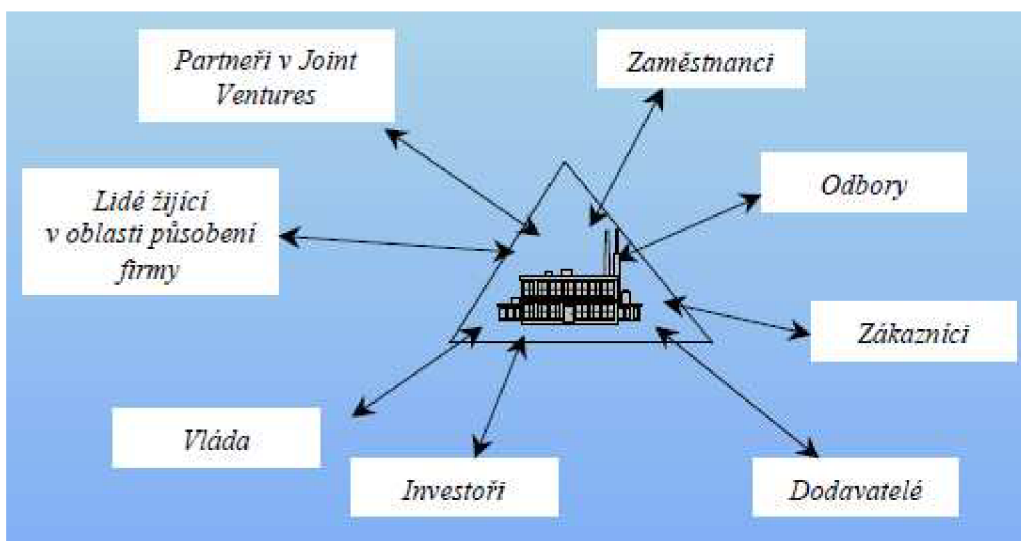 Partneři v Joint
Ventures
Zaměstnanci
Odbory
Lidé žijící
v oblasti působení
firmy
Zákazníci
Vláda
Investoři
Dodavatelé